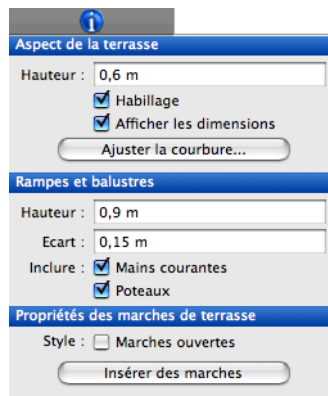 Aspect de la terrasse
Hauteur : 0,6 m
Habillage
Afficher les dimensions
Ajuster la courbure...
Rampes et balustres
Hauteur : 0,9 m
Ecart : 0,15 m
Inclure : Mains courantes
Poteaux
Propriétés des marches de terrasse
Style : Marches ouvertes
Insérer des marches